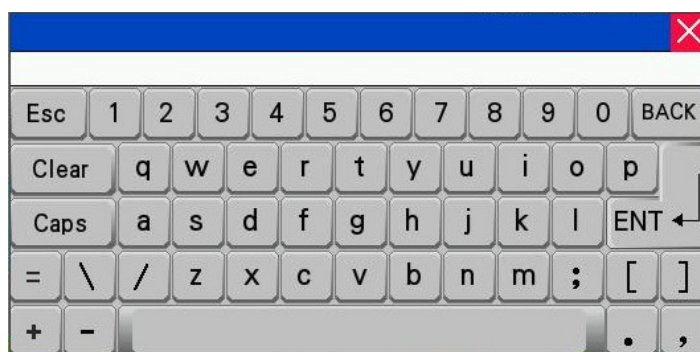 Esc 1 2 3 4 5 6 7 8 9 0 BACK
Clear q w e r t y u i o p
Caps a s d f g h j k l ENT
= \ / z x c v b n m ; [ ]
+ - . ,